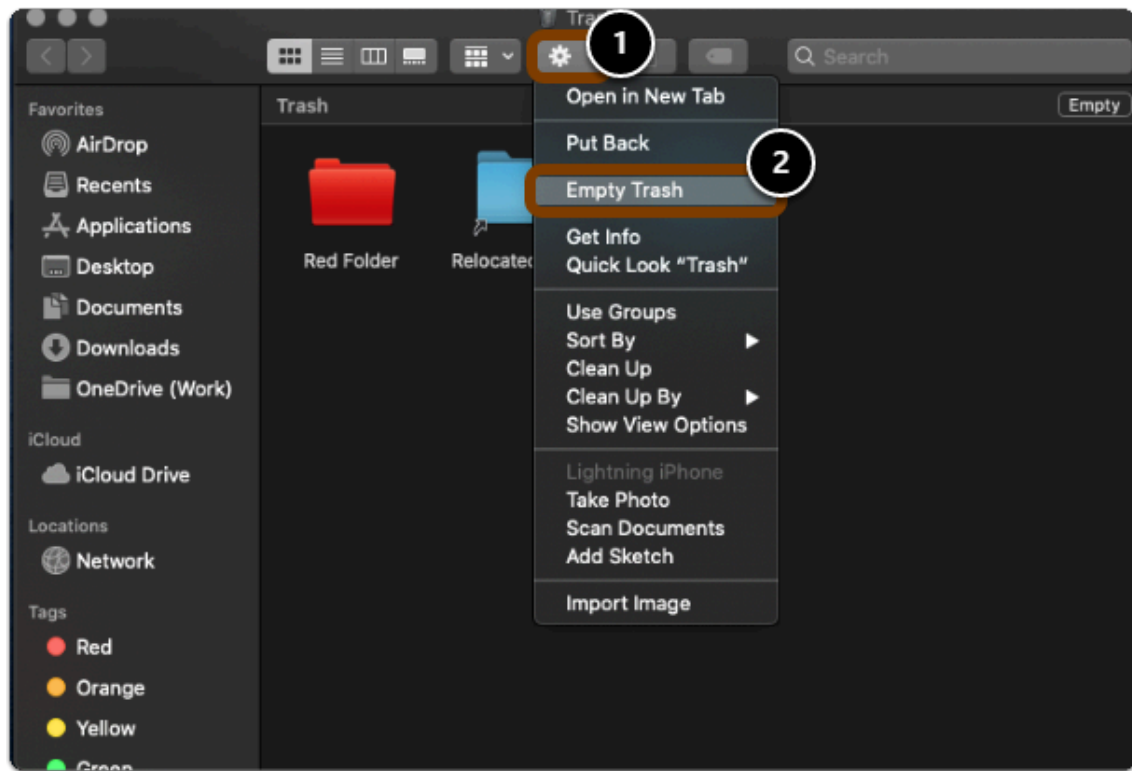 1
Search
Favorites
AirDrop
Recents
Applications
Desktop
Documents
Downloads
OneDrive (Work)
iCloud
iCloud Drive
Locations
Network
Tags
Red
Orange
Yellow
Green
Trash
Empty
Red Folder
Relocated
Open in New Tab
Put Back
2
Empty Trash
Get Info
Quick Look “Trash”
Use Groups
Sort By
Clean Up
Clean Up By
Show View Options
Lightning iPhone
Take Photo
Scan Documents
Add Sketch
Import Image